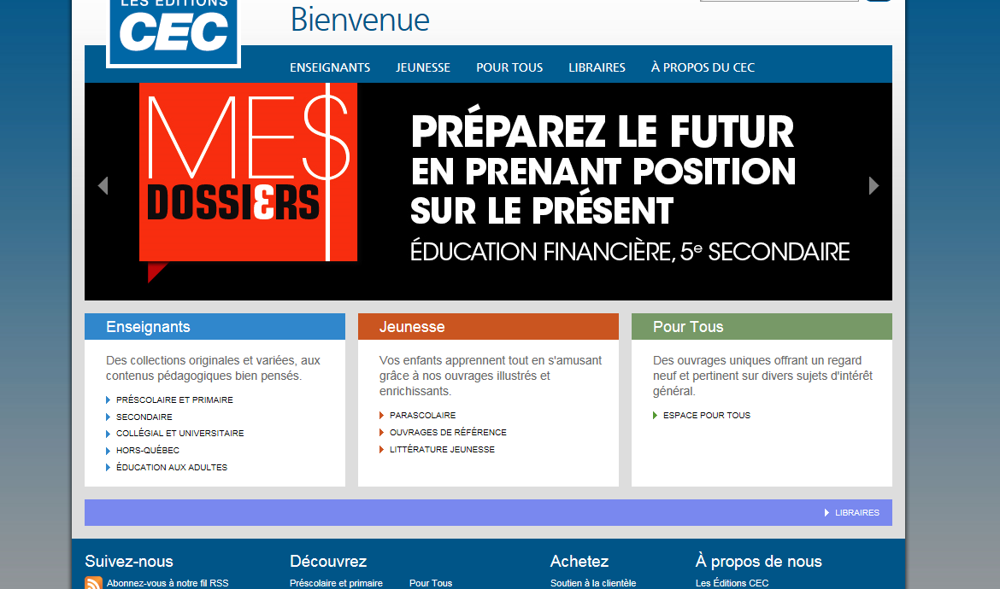 LES ÉDITIONS
CEC
Bienvenue
ENSEIGNANTS JEUNESSE POUR TOUS LIBRAIRES À PROPOS DU CEC
ME$
DOSSIERS
PRÉPAREZ LE FUTUR
EN PRENANT POSITION
SUR LE PRÉSENT
ÉDUCATION FINANCIÈRE, 5e SECONDAIRE
Enseignants
Des collections originales et variées, aux
contenus pédagogiques bien pensés.
PRÉSCOLAIRE ET PRIMAIRE
SECONDAIRE
COLLÉGIAL ET UNIVERSITAIRE
HORS-QUÉBEC
ÉDUCATION AUX ADULTES
Jeunesse
Vos enfants apprennent tout en s'amusant
grâce à nos ouvrages illustrés et
enrichissants.
PARASCOLAIRE
OUVRAGES DE RÉFÉRENCE
LITTÉRATURE JEUNESSE
Pour Tous
Des ouvrages uniques offrant un regard
neuf et pertinent sur divers sujets d'intérêt
général.
ESPACE POUR TOUS
LIBRAIRES
Suivez-nous
Abonnez-vous à notre fil RSS
Découvrez
Préscolaire et primaire Pour Tous
Achetez
Soutien à la clientèle
À propos de nous
Les Éditions CEC